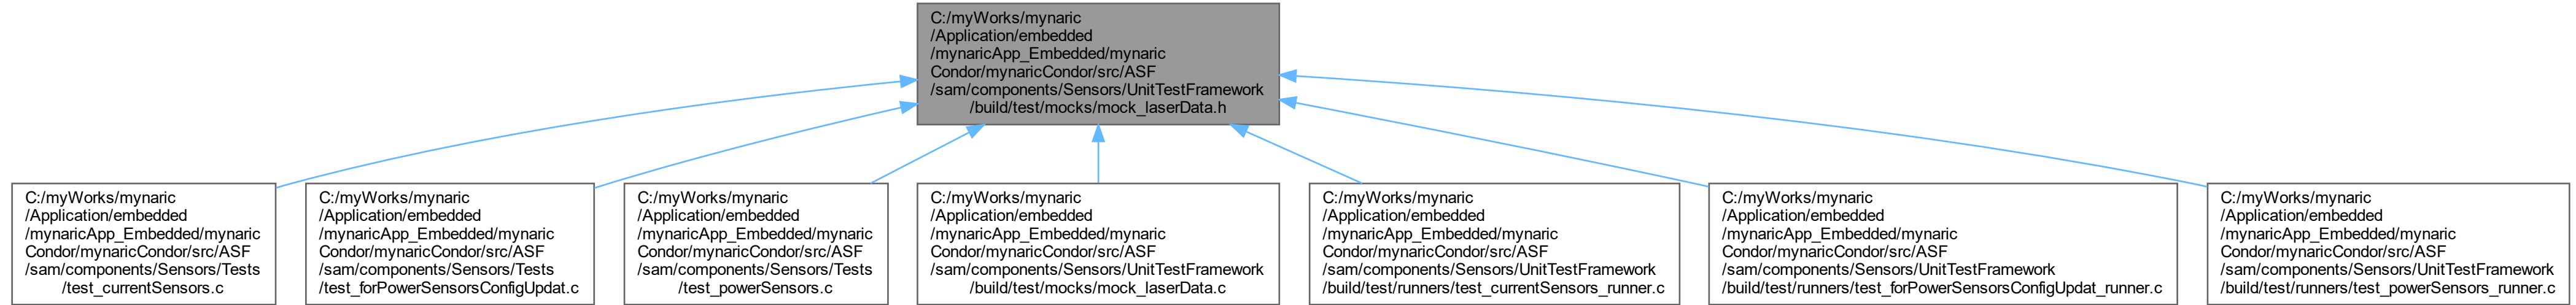 C:/myWorks/mynaric
/Application/embedded
/mynaricApp_Embedded/mynaric
Condor/mynaricCondor/src/ASF
/sam/components/Sensors/UnitTestFramework
/build/test/mocks/mock_laserData.h
C:/myWorks/mynaric
/Application/embedded
/mynaricApp_Embedded/mynaric
Condor/mynaricCondor/src/ASF
/sam/components/Sensors/Tests
/test_currentSensors.c
C:/myWorks/mynaric
/Application/embedded
/mynaricApp_Embedded/mynaric
Condor/mynaricCondor/src/ASF
/sam/components/Sensors/Tests
/test_forPowerSensorsConfigUpdat.c
C:/myWorks/mynaric
/Application/embedded
/mynaricApp_Embedded/mynaric
Condor/mynaricCondor/src/ASF
/sam/components/Sensors/Tests
/test_powerSensors.c
C:/myWorks/mynaric
/Application/embedded
/mynaricApp_Embedded/mynaric
Condor/mynaricCondor/src/ASF
/sam/components/Sensors/UnitTestFramework
/build/test/mocks/mock_laserData.c
C:/myWorks/mynaric
/Application/embedded
/mynaricApp_Embedded/mynaric
Condor/mynaricCondor/src/ASF
/sam/components/Sensors/UnitTestFramework
/build/test/runners/test_currentSensors_runner.c
C:/myWorks/mynaric
/Application/embedded
/mynaricApp_Embedded/mynaric
Condor/mynaricCondor/src/ASF
/sam/components/Sensors/UnitTestFramework
/build/test/runners/test_forPowerSensorsConfigUpdat_runner.c
C:/myWorks/mynaric
/Application/embedded
/mynaricApp_Embedded/mynaric
Condor/mynaricCondor/src/ASF
/sam/components/Sensors/UnitTestFramework
/build/test/runners/test_powerSensors_runner.c